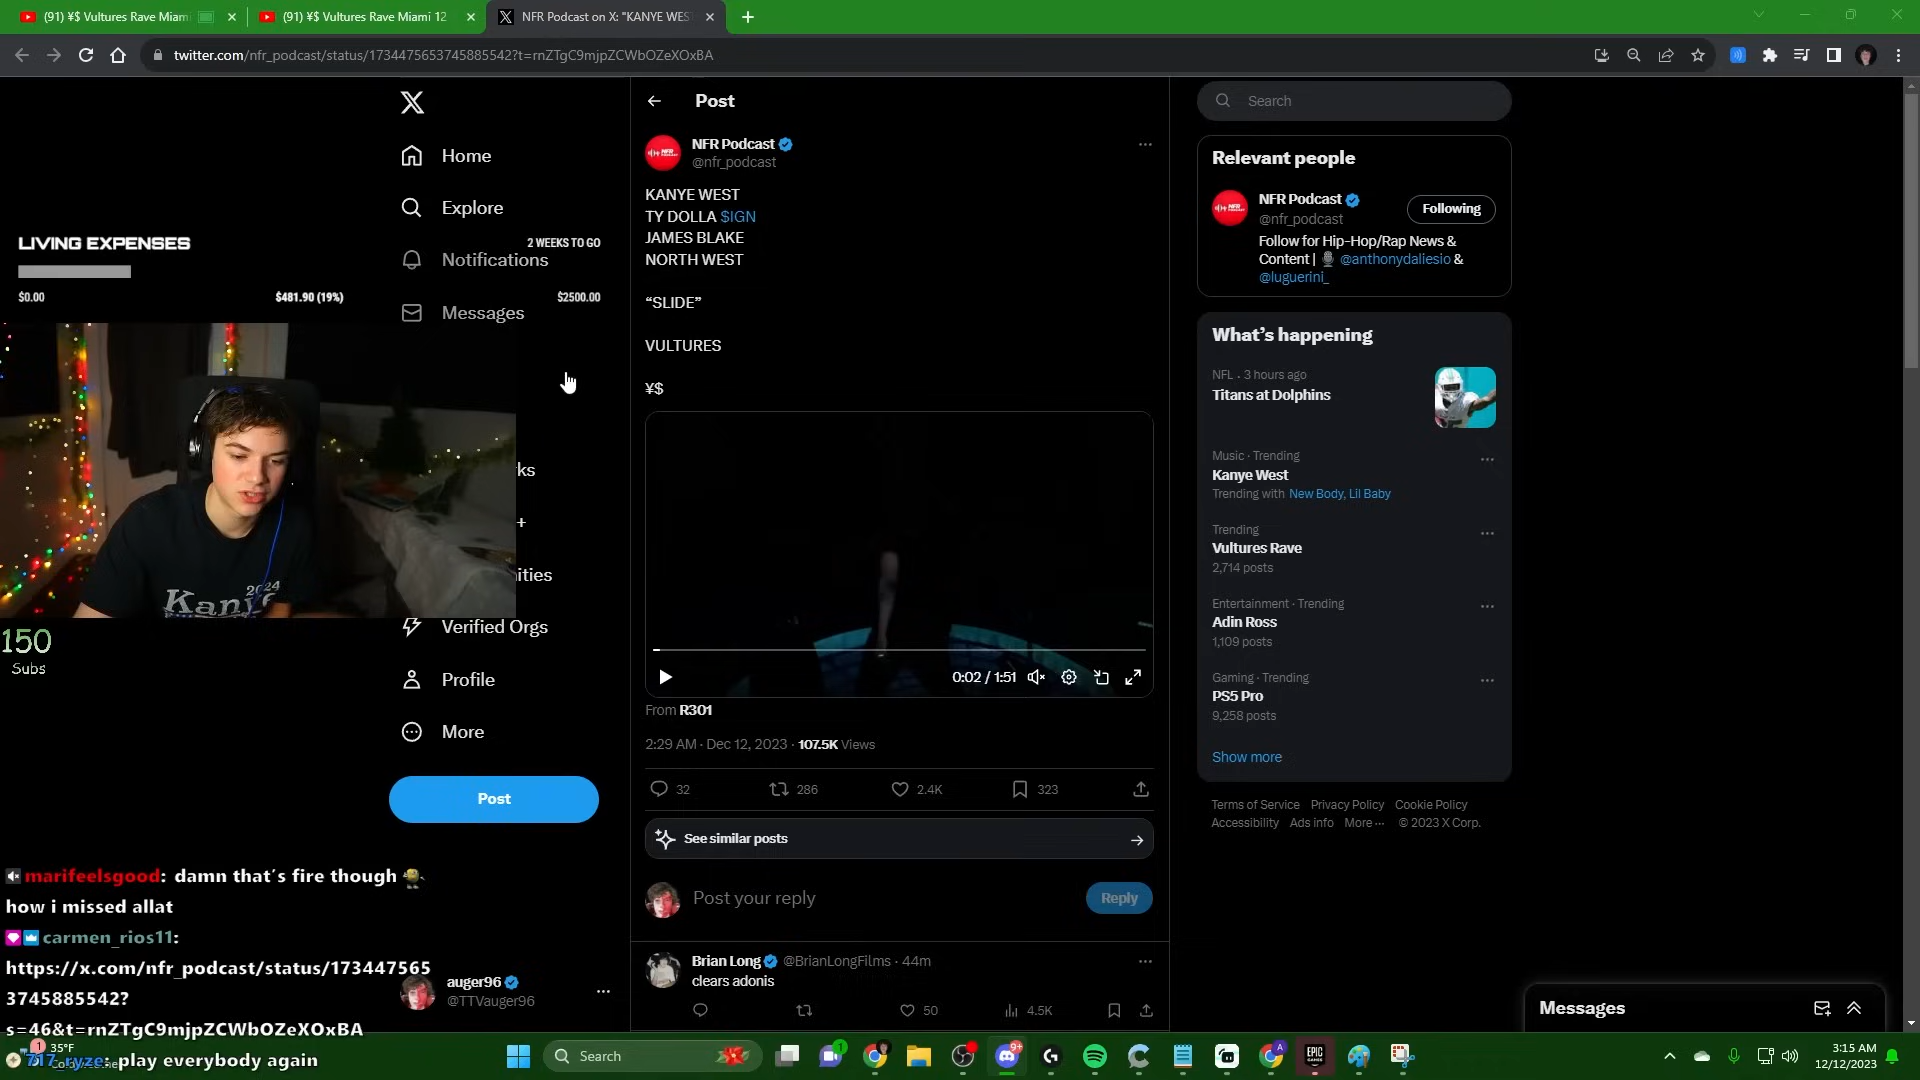 (91) ¥$ Vultures Rave Miami
(91) ¥$ Vultures Rave Miami 12
NFR Podcast on X: "KANYE WES
twitter.com/nfr_podcast/status/1734475653745885542?t=rnZTgC9mjpZCWbOZeXOxBA
Home
Explore
Notifications
Messages
Verified Orgs
Profile
More
Post
LIVING EXPENSES
2 WEEKS TO GO
$0.00
$481.90 (19%)
$2500.00
ks
+
ities
Kanye
2024
150
Subs
marifeelsgood: damn that's fire though
how i missed allat
carmen_rios11:
https://x.com/nfr_podcast/status/173447565
3745885542?
s=46&t=rnZTgC9mjpZCWbOZeXOxBA
717_ryze: play everybody again
auger96
@TTVauger96
Post
NFR Podcast
@nfr_podcast
KANYE WEST
TY DOLLA $IGN
JAMES BLAKE
NORTH WEST
“SLIDE”
VULTURES
¥$
0:02 / 1:51
From R301
2:29 AM · Dec 12, 2023 · 107.5K Views
32
286
2.4K
323
See similar posts
Post your reply
Reply
Brian Long @BrianLongFilms · 44m
clears adonis
50
4.5K
Search
Relevant people
NFR Podcast
@nfr_podcast
Following
Follow for Hip-Hop/Rap News &
Content | @anthonydaliesio &
@luguerini_
What’s happening
NFL · 3 hours ago
Titans at Dolphins
Music · Trending
Kanye West
Trending with New Body, Lil Baby
Trending
Vultures Rave
2,714 posts
Entertainment · Trending
Adin Ross
1,109 posts
Gaming · Trending
PS5 Pro
9,258 posts
Show more
Terms of Service Privacy Policy Cookie Policy
Accessibility Ads info More ··· © 2023 X Corp.
Messages
1
35°F
Search
1
9+
A
EPIC
GAMES
3:15 AM
12/12/2023